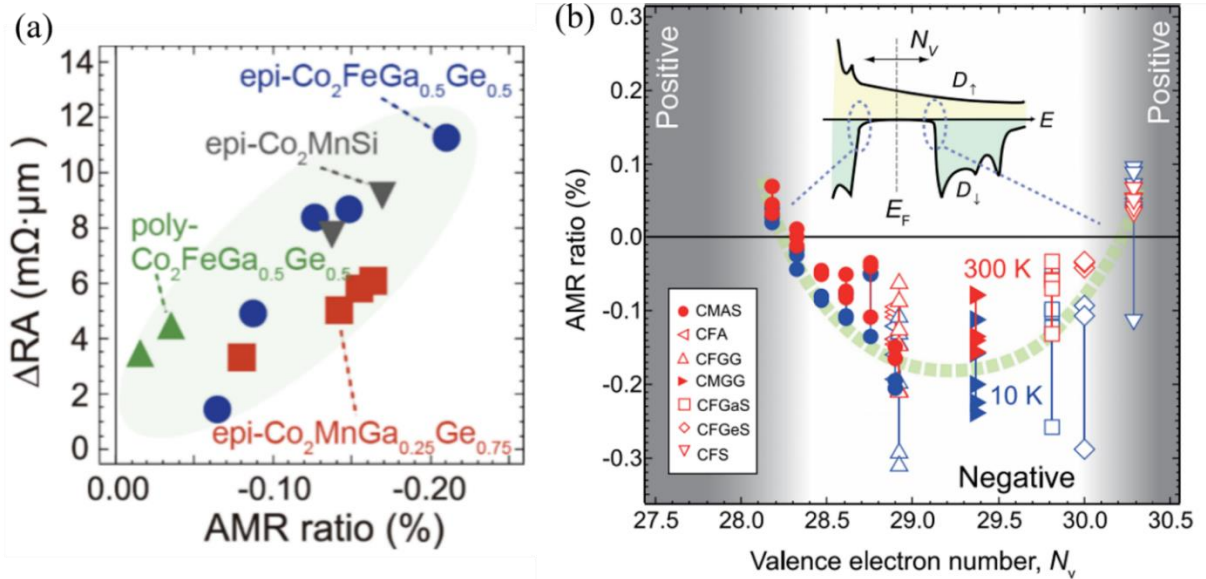 (a)
ΔRA (mΩ·μm)
14
12
10
8
6
4
2
0
epi-Co₂FeGa₀.₅Ge₀.₅
epi-Co₂MnSi
poly-
Co₂FeGa₀.₅Ge₀.₅
epi-Co₂MnGa₀.₂₅Ge₀.₇₅
0.00 -0.10 -0.20
AMR ratio (%)
(b)
AMR ratio (%)
0.3
0.2
0.1
0.0
-0.1
-0.2
-0.3
Positive
Positive
N_V
D↑
E
D↓
E_F
300 K
10 K
Negative
CMAS
CFA
CFGG
CMGG
CFGaS
CFGeS
CFS
27.5 28.0 28.5 29.0 29.5 30.0 30.5
Valence electron number, N_v